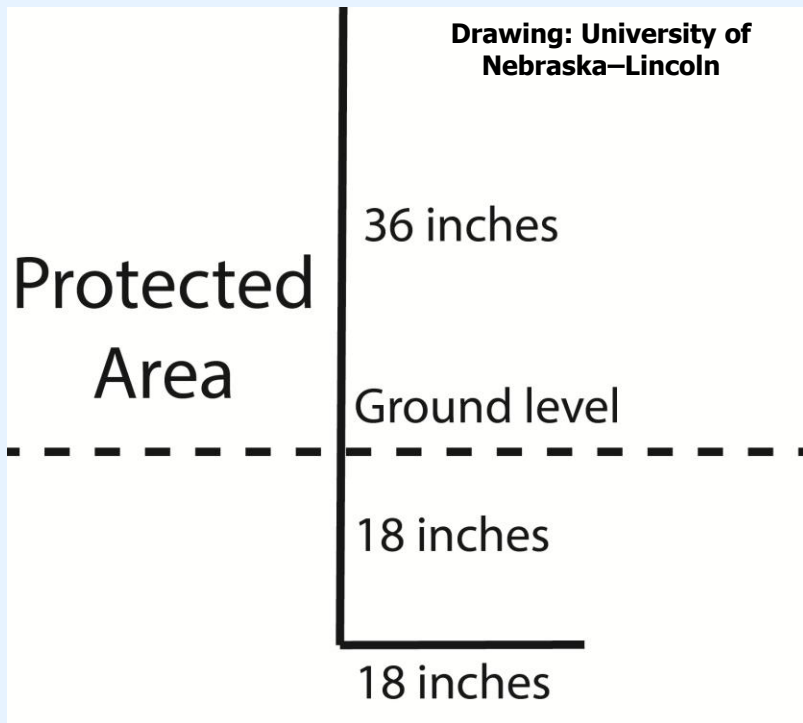 Drawing: University of
Nebraska–Lincoln
36 inches
Protected
Area
Ground level
18 inches
18 inches